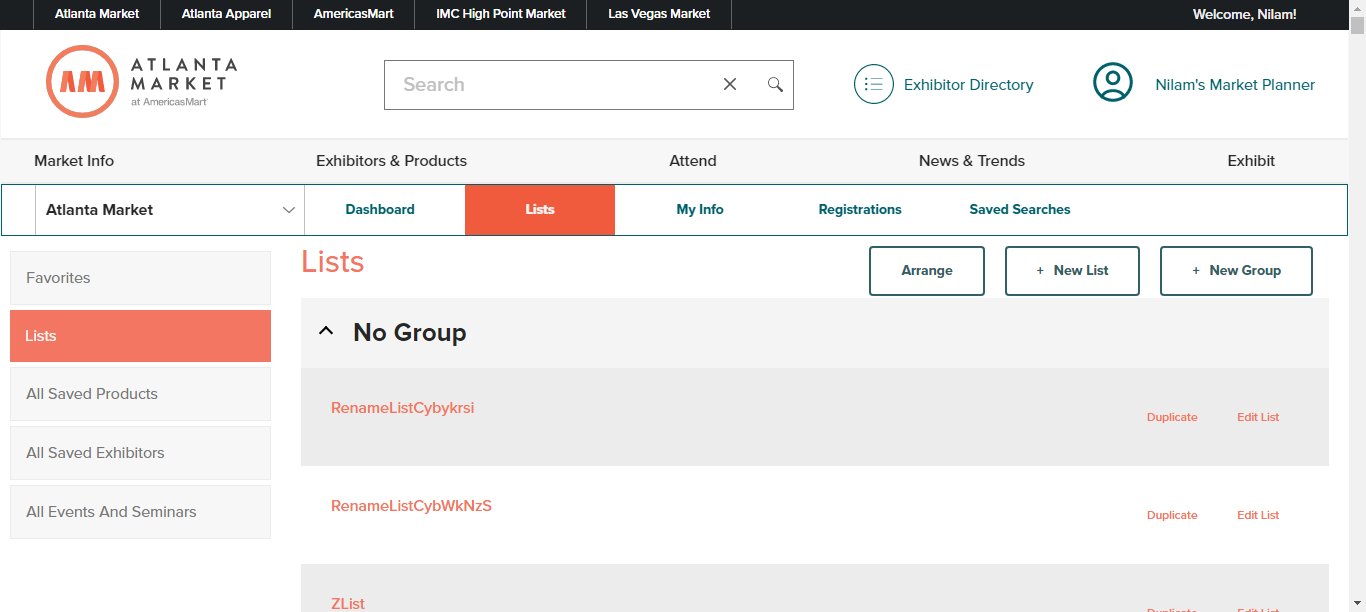 Atlanta Market Atlanta Apparel AmericasMart IMC High Point Market Las Vegas Market Welcome, Nilam!
ATLANTA
MARKET
at AmericasMart
Search
Exhibitor Directory
Nilam's Market Planner
Market Info Exhibitors & Products Attend News & Trends Exhibit
Atlanta Market Dashboard Lists My Info Registrations Saved Searches
Favorites
Lists
All Saved Products
All Saved Exhibitors
All Events And Seminars
Lists
Arrange + New List + New Group
No Group
RenameListCybykrsi
Duplicate Edit List
RenameListCybWkNzS
Duplicate Edit List
ZList
Duplicate Edit List